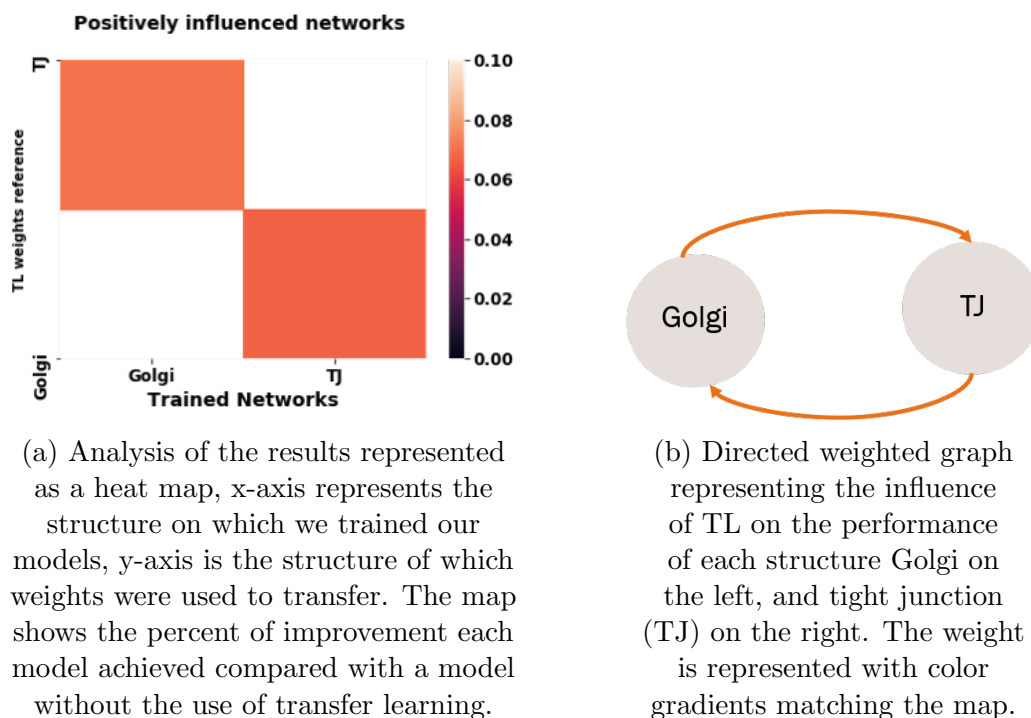 Positively influenced networks
TJ
TL weights reference
Golgi
0.10
0.08
0.06
0.04
0.02
0.00
Golgi
TJ
Trained Networks
Golgi
TJ
(a) Analysis of the results represented
as a heat map, x-axis represents the
structure on which we trained our
models, y-axis is the structure of which
weights were used to transfer. The map
shows the percent of improvement each
model achieved compared with a model
without the use of transfer learning.
(b) Directed weighted graph
representing the influence
of TL on the performance
of each structure Golgi on
the left, and tight junction
(TJ) on the right. The weight
is represented with color
gradients matching the map.